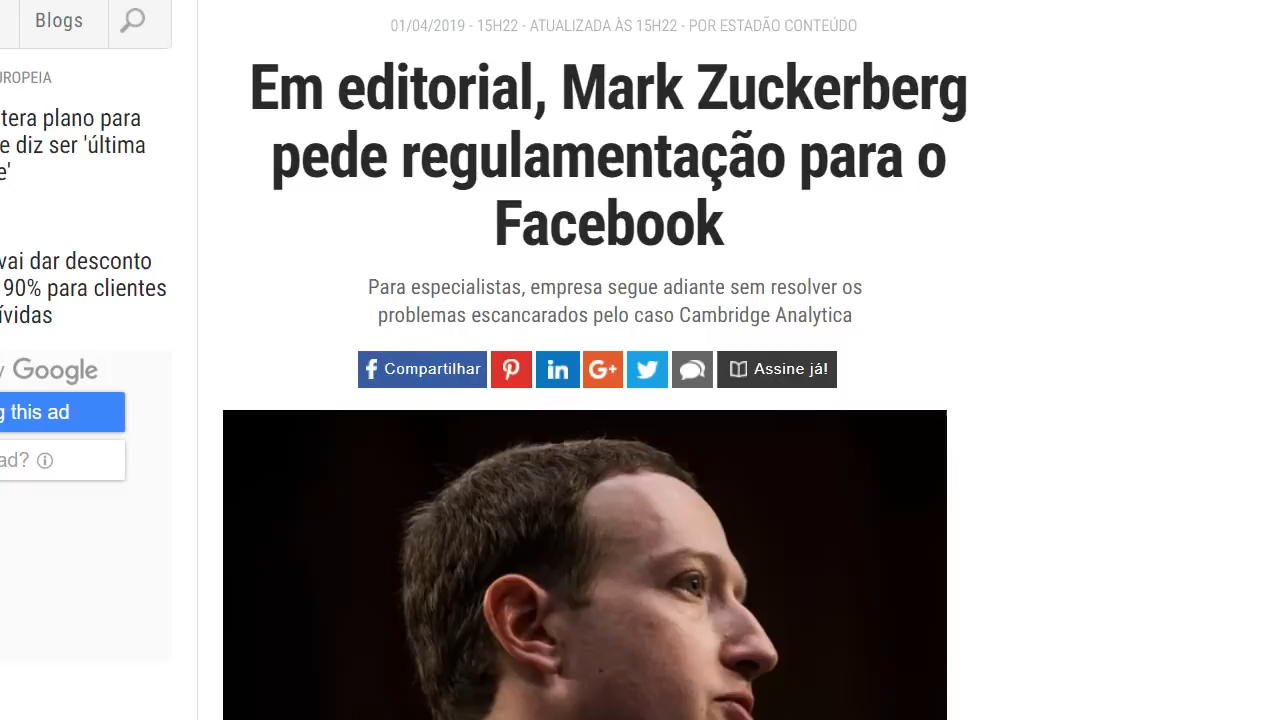 Blogs
01/04/2019 - 15H22 - ATUALIZADA ÀS 15H22 - POR ESTADÃO CONTEÚDO
Em editorial, Mark Zuckerberg
pede regulamentação para o
Facebook
Para especialistas, empresa segue adiante sem resolver os
problemas escancarados pelo caso Cambridge Analytica
Compartilhar
G+
Assine já!
UROPEIA
tera plano para
e diz ser 'última
e'
vai dar desconto
90% para clientes
ívidas
y Google
g this ad
ad?